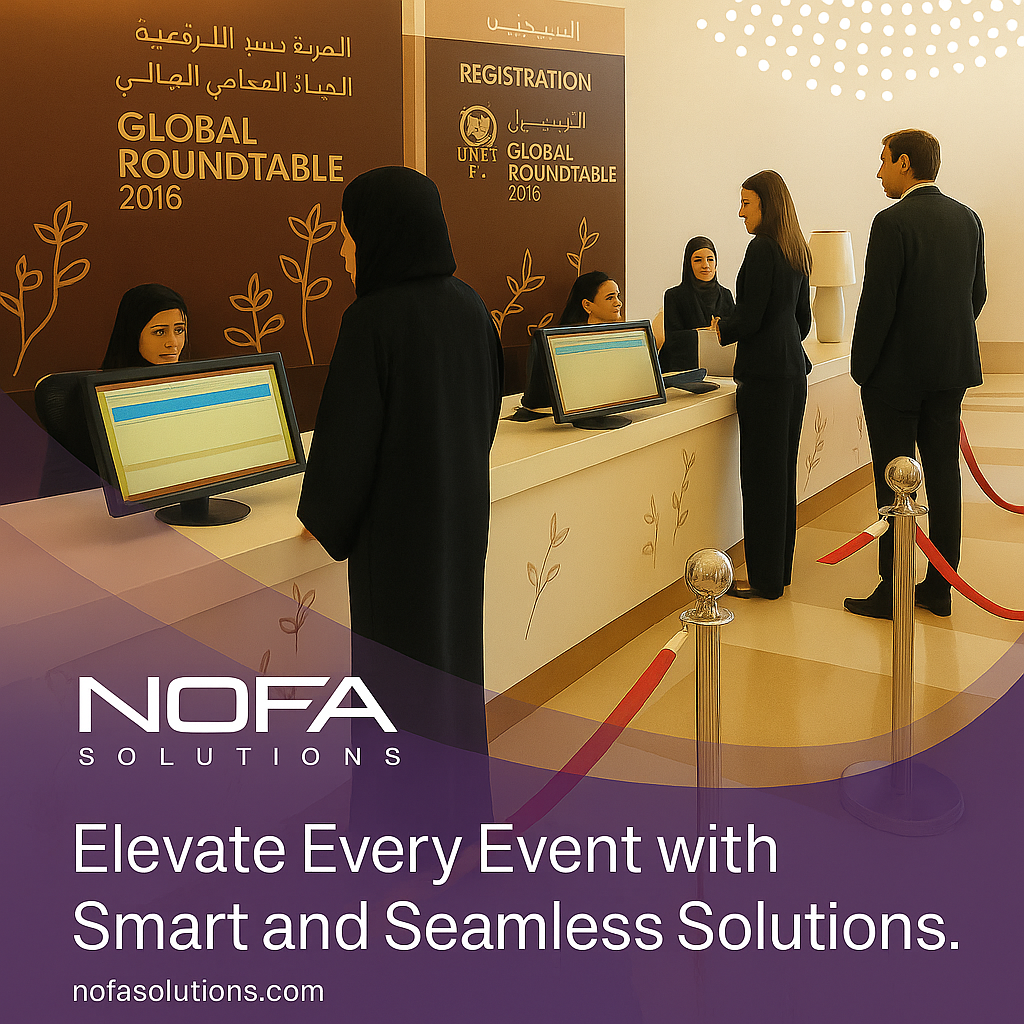 GLOBAL
ROUNDTABLE
2016
REGISTRATION
UNET
F'.
GLOBAL
ROUNDTABLE
2016
NOFA
SOLUTIONS
Elevate Every Event with
Smart and Seamless Solutions.
nofasolutions.com